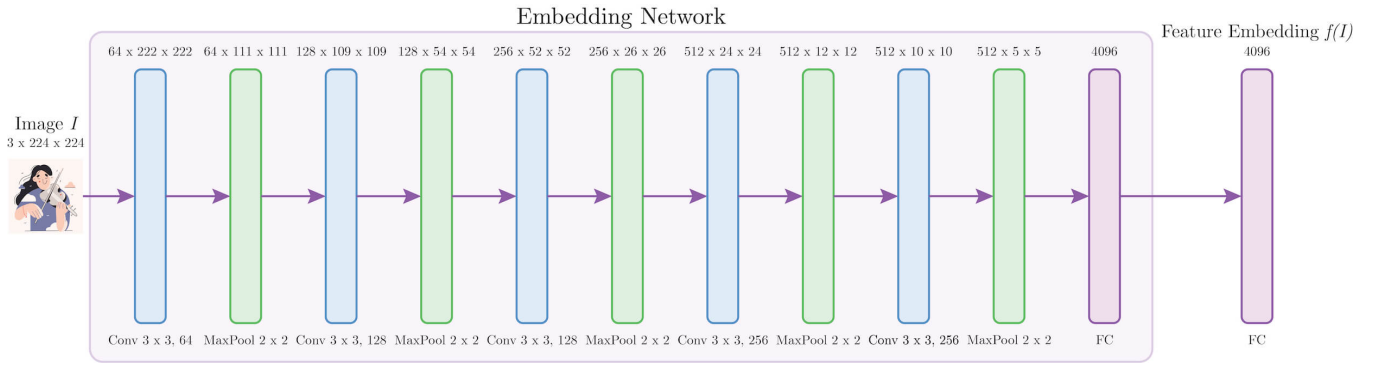 Embedding Network
Feature Embedding f(I)
64 x 222 x 222 64 x 111 x 111 128 x 109 x 109 128 x 54 x 54 256 x 52 x 52 256 x 26 x 26 512 x 24 x 24 512 x 12 x 12 512 x 10 x 10 512 x 5 x 5 4096 4096
Image I
3 x 224 x 224
Conv 3 x 3, 64 MaxPool 2 x 2 Conv 3 x 3, 128 MaxPool 2 x 2 Conv 3 x 3, 128 MaxPool 2 x 2 Conv 3 x 3, 256 MaxPool 2 x 2 Conv 3 x 3, 256 MaxPool 2 x 2 FC FC